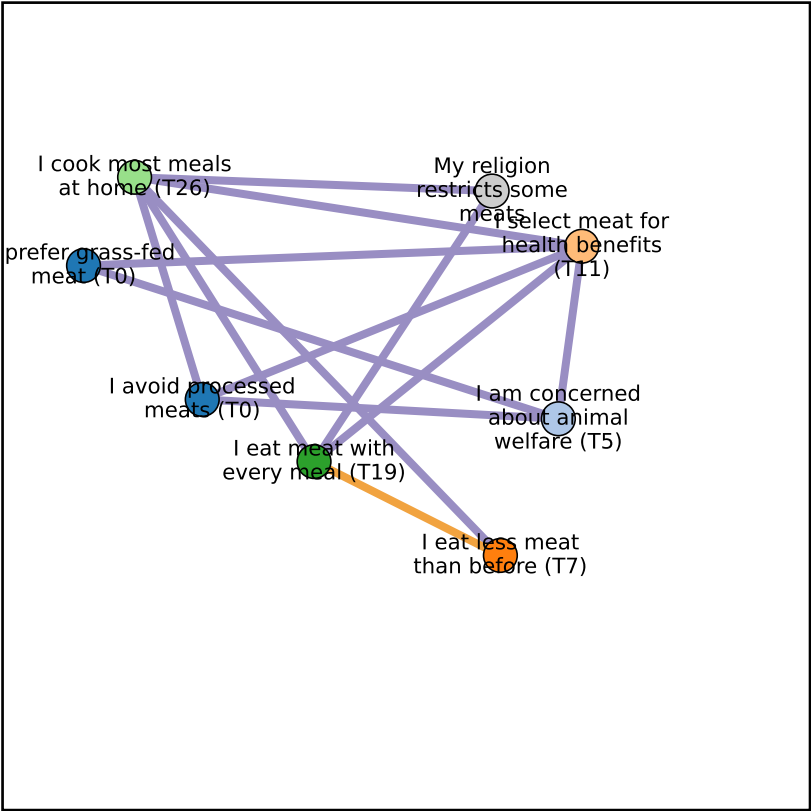 I cook most meals
at home (T26)
My religion
restricts some
meats
I select meat for
health benefits
(T11)
prefer grass-fed
meat (T0)
I avoid processed
meats (T0)
I am concerned
about animal
welfare (T5)
I eat meat with
every meal (T19)
I eat less meat
than before (T7)